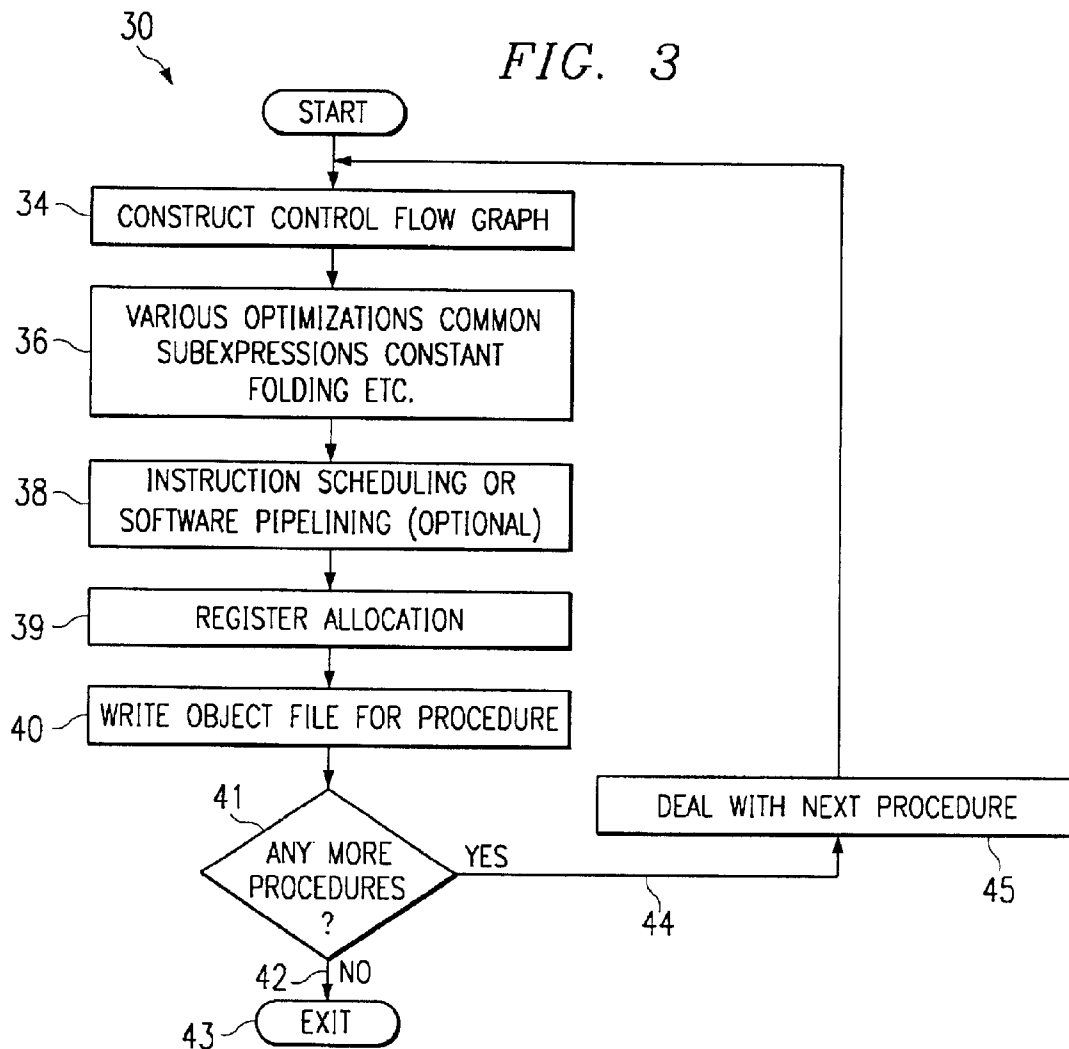 30
FIG. 3
START
34
CONSTRUCT CONTROL FLOW GRAPH
36
VARIOUS OPTIMIZATIONS COMMON
SUBEXPRESSIONS CONSTANT
FOLDING ETC.
38
INSTRUCTION SCHEDULING OR
SOFTWARE PIPELINING (OPTIONAL)
39
REGISTER ALLOCATION
40
WRITE OBJECT FILE FOR PROCEDURE
41
ANY MORE
PROCEDURES
?
YES
44
DEAL WITH NEXT PROCEDURE
45
42
NO
43
EXIT